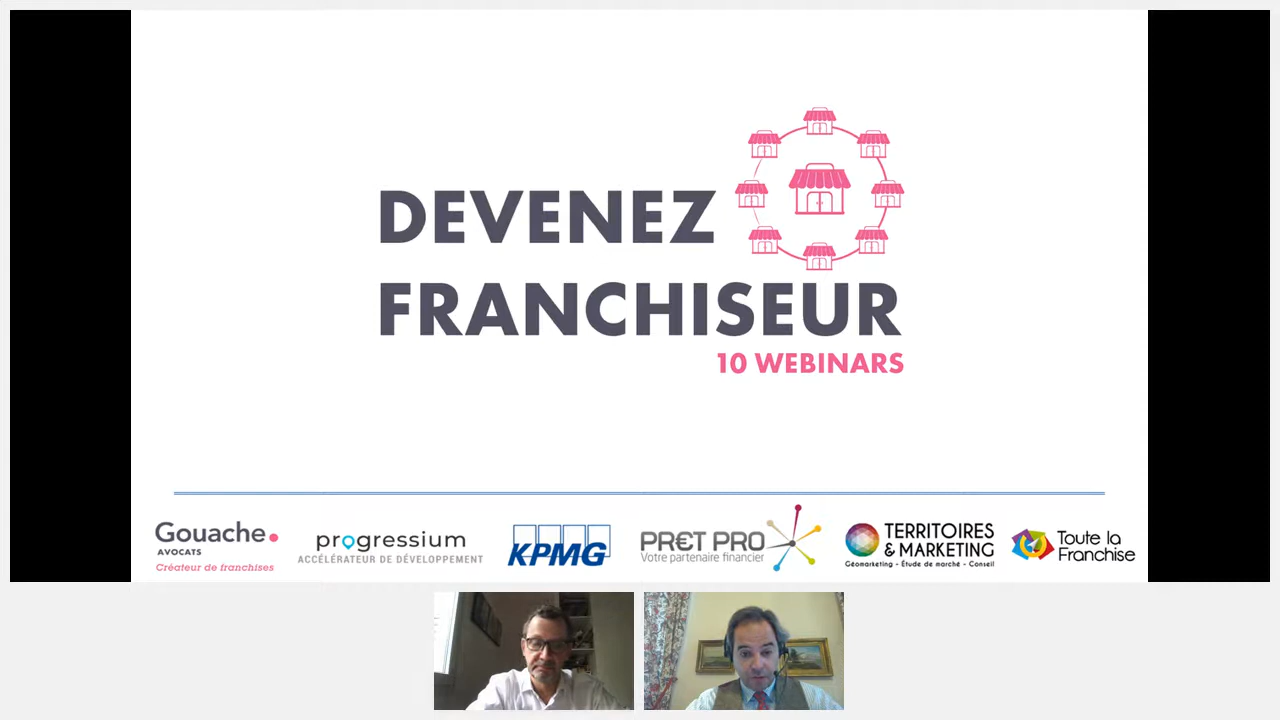 DEVENEZ
FRANCHISEUR
10 WEBINARS
Gouache.
AVOCATS
Créateur de franchises
progressium
ACCÉLÉRATEUR DE DÉVELOPPEMENT
KPMG
PR€T PRO
Votre partenaire financier
TERRITOIRES
& MARKETING
Géomarketing - Étude de marché - Conseil
Toute la
Franchise